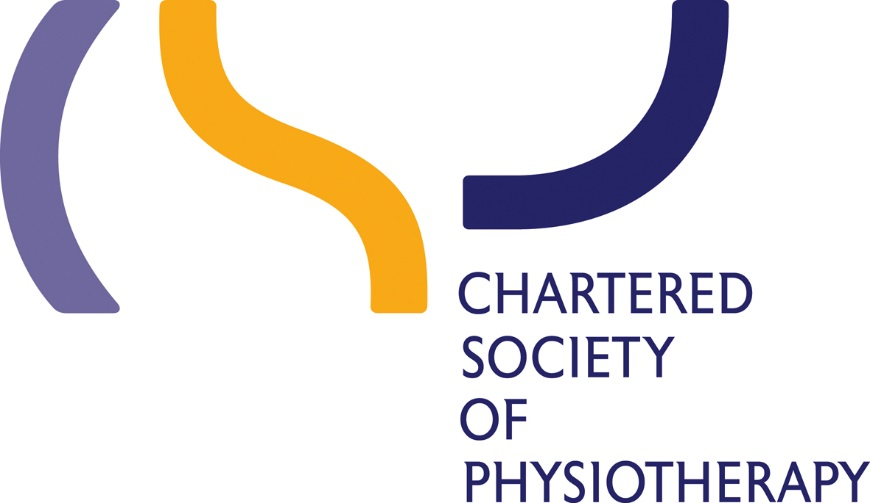 CHARTERED
SOCIETY
OF
PHYSIOTHERAPY